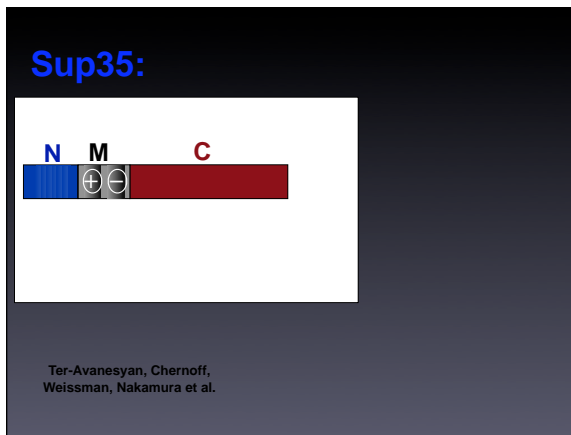 Sup35:
N M C
+ −
Ter-Avanesyan, Chernoff,
Weissman, Nakamura et al.